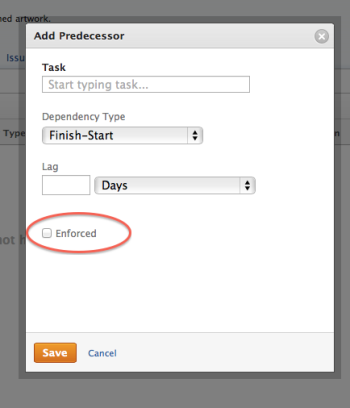 ped artwork.
Add Predecessor
Issu
Task
Start typing task...
Dependency Type
Type
Finish-Start
n
Lag
Days
Enforced
not h
Save
Cancel